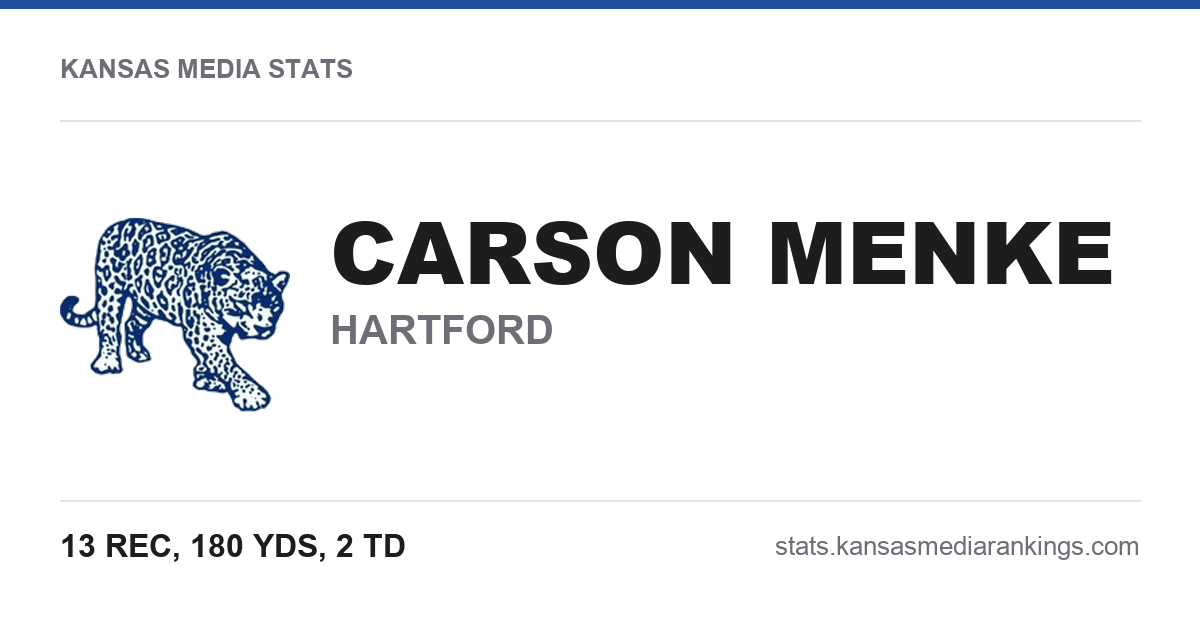 KANSAS MEDIA STATS
CARSON MENKE
HARTFORD
13 REC, 180 YDS, 2 TD
stats.kansasmediarankings.com